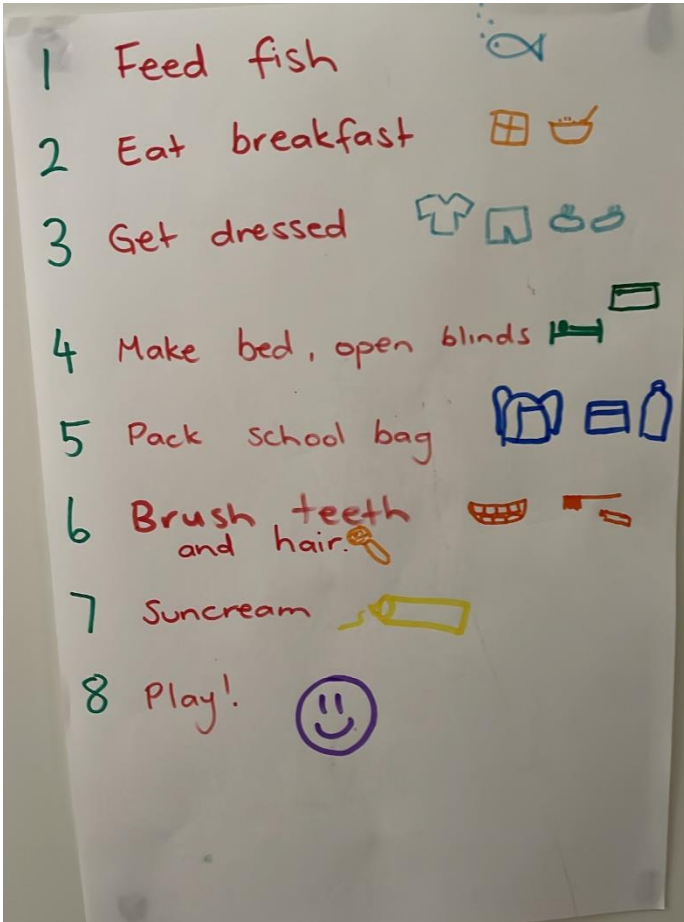 1 Feed fish
2 Eat breakfast
3 Get dressed
4 Make bed, open blinds
5 Pack school bag
6 Brush teeth
and hair.
7 Suncream
8 Play!